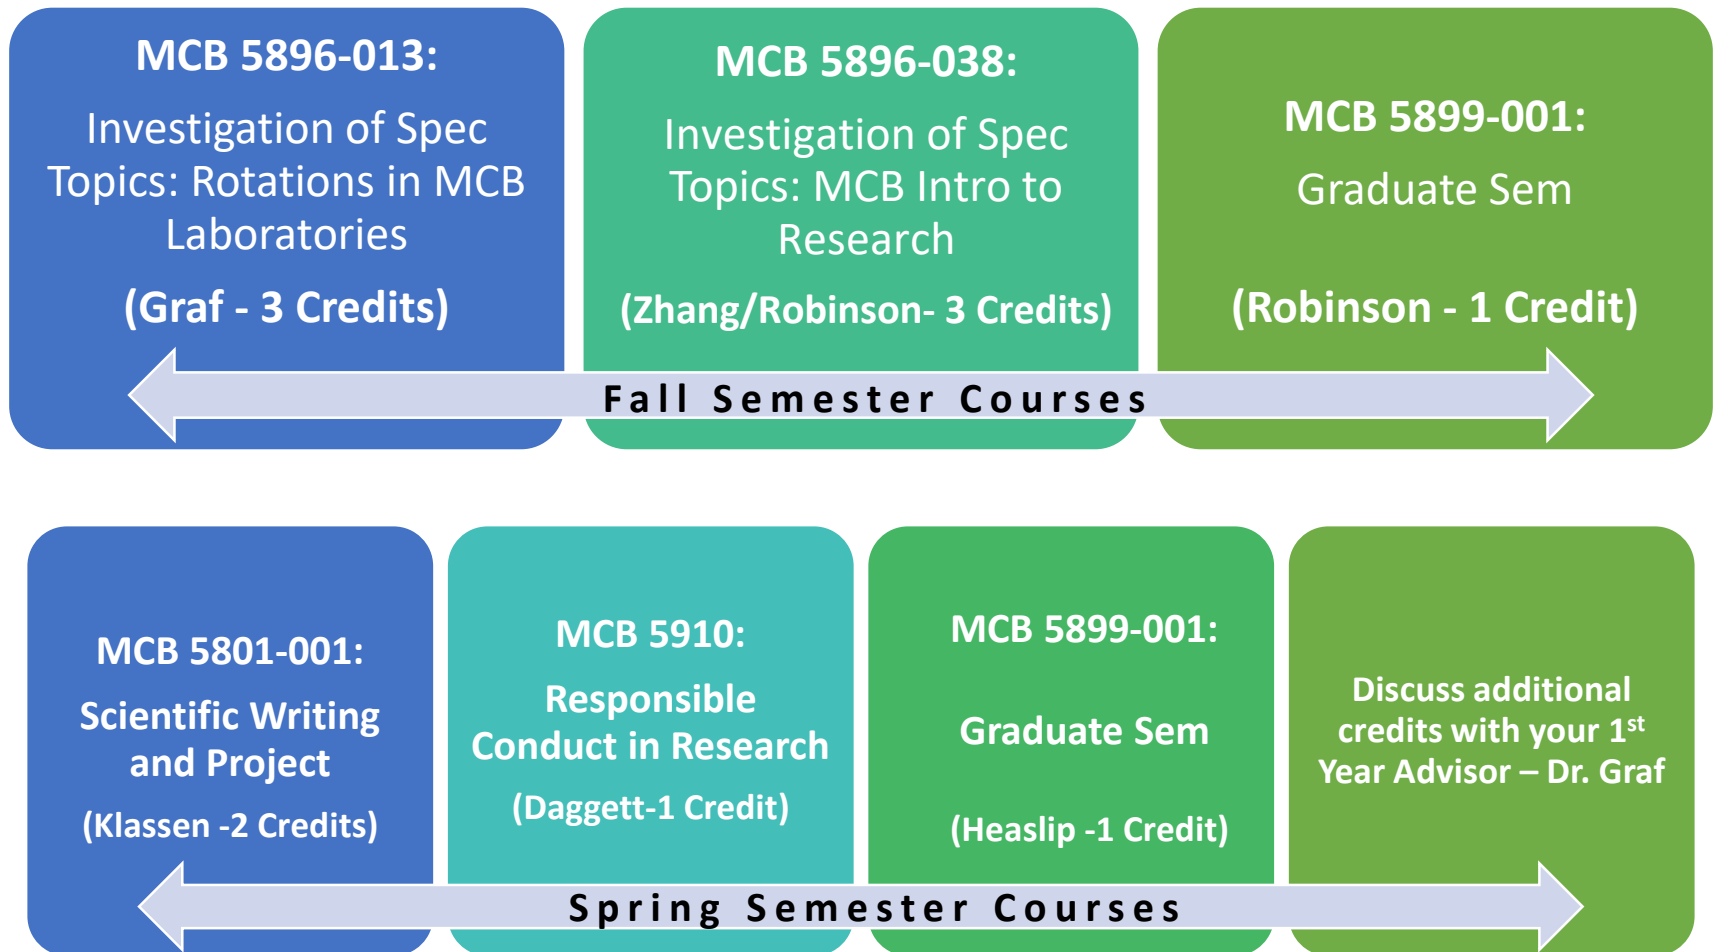 MCB 5896-013:
Investigation of Spec
Topics: Rotations in MCB
Laboratories
(Graf - 3 Credits)
MCB 5896-038:
Investigation of Spec
Topics: MCB Intro to
Research
(Zhang/Robinson- 3 Credits)
MCB 5899-001:
Graduate Sem
(Robinson - 1 Credit)
Fall Semester Courses
MCB 5801-001:
Scientific Writing
and Project
(Klassen -2 Credits)
MCB 5910:
Responsible
Conduct in Research
(Daggett-1 Credit)
MCB 5899-001:
Graduate Sem
(Heaslip -1 Credit)
Discuss additional
credits with your 1st
Year Advisor – Dr. Graf
Spring Semester Courses